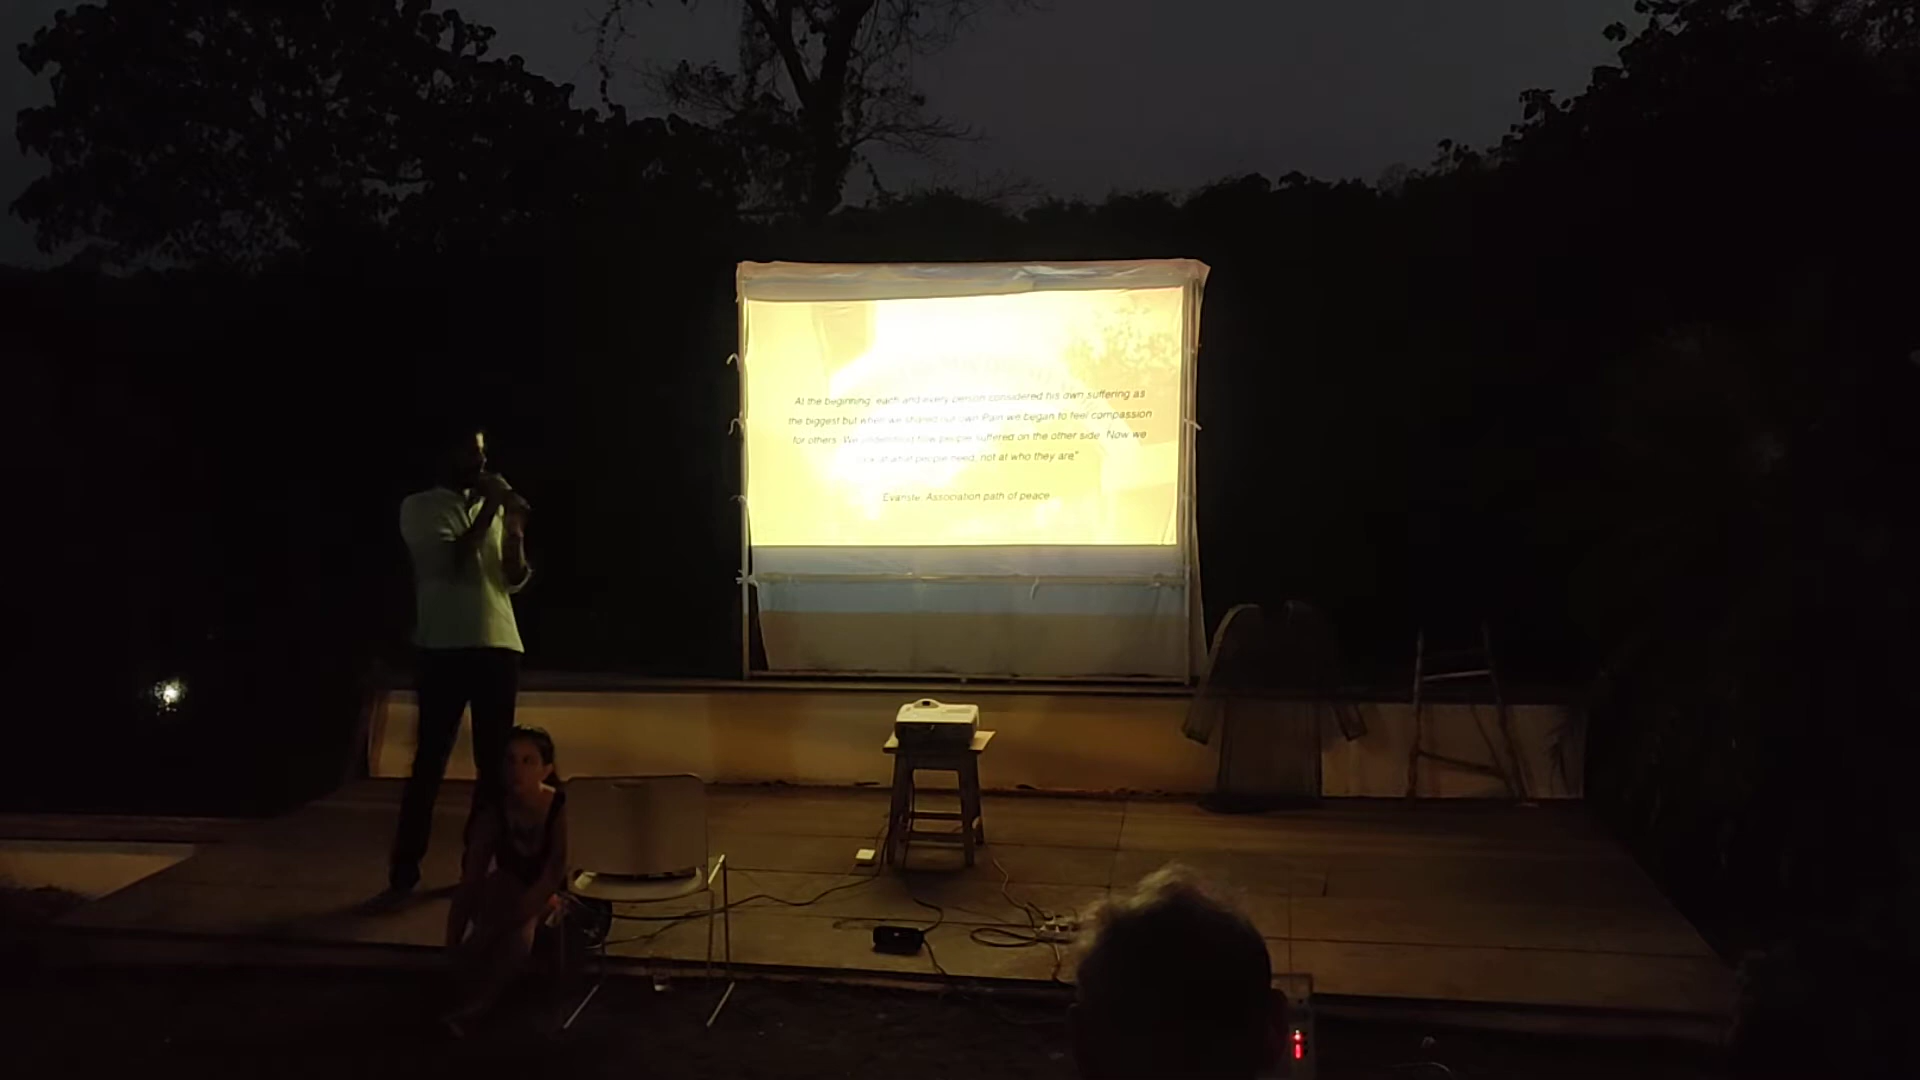 At the beginning, each and every person considered his own suffering as
the biggest but when we shared our own Pain we began to feel compassion
for others. We understood how people suffered on the other side. Now we
look at what people need, not at who they are"
Association path of peace